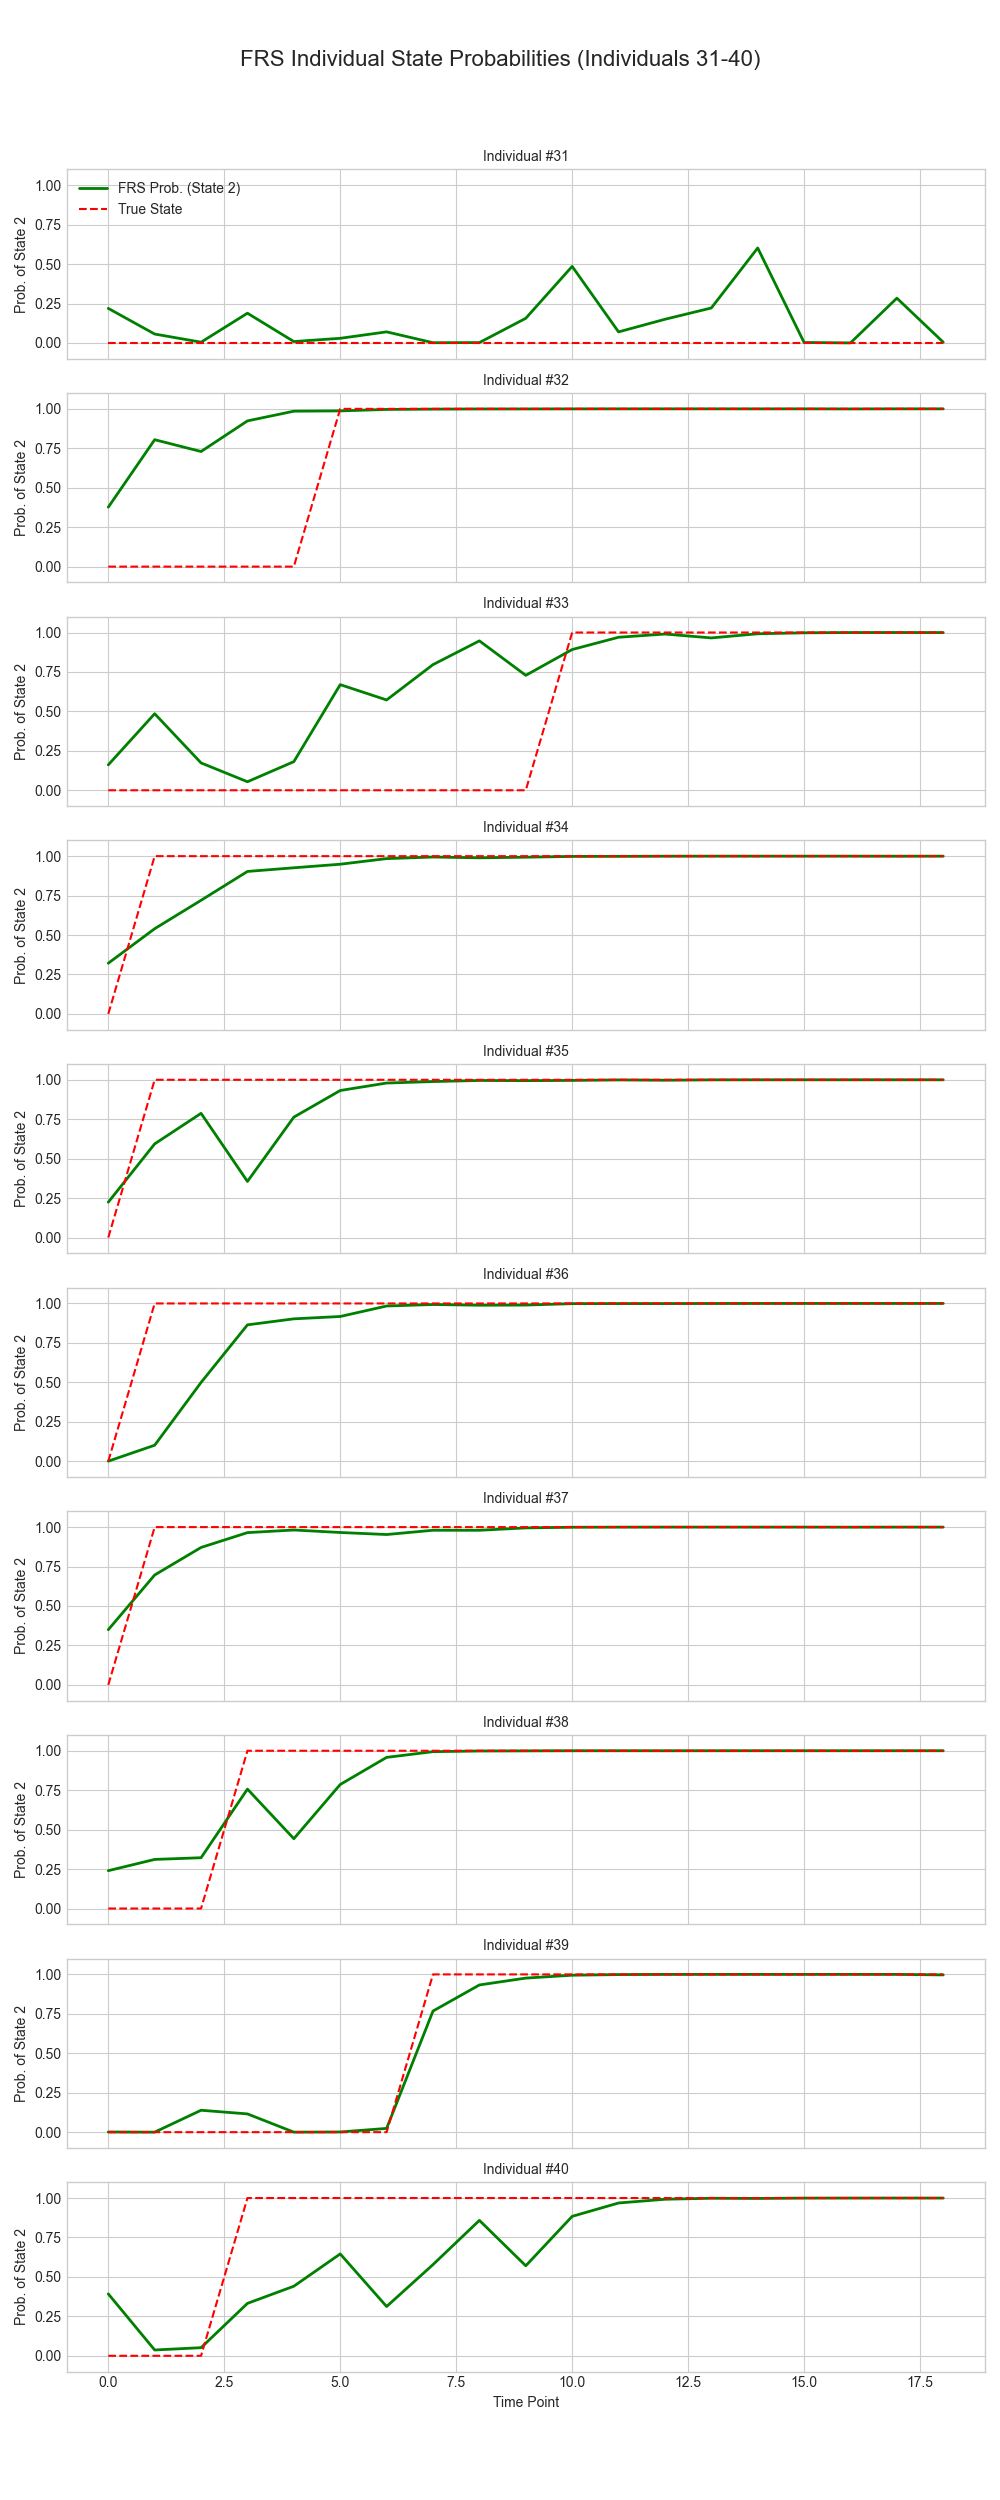 FRS Individual State Probabilities (Individuals 31-40)
Individual #31
FRS Prob. (State 2)
True State
Prob. of State 2
1.00
0.75
0.50
0.25
0.00
Individual #32
Prob. of State 2
1.00
0.75
0.50
0.25
0.00
Individual #33
Prob. of State 2
1.00
0.75
0.50
0.25
0.00
Individual #34
Prob. of State 2
1.00
0.75
0.50
0.25
0.00
Individual #35
Prob. of State 2
1.00
0.75
0.50
0.25
0.00
Individual #36
Prob. of State 2
1.00
0.75
0.50
0.25
0.00
Individual #37
Prob. of State 2
1.00
0.75
0.50
0.25
0.00
Individual #38
Prob. of State 2
1.00
0.75
0.50
0.25
0.00
Individual #39
Prob. of State 2
1.00
0.75
0.50
0.25
0.00
Individual #40
Prob. of State 2
1.00
0.75
0.50
0.25
0.00
0.0 2.5 5.0 7.5 10.0 12.5 15.0 17.5
Time Point